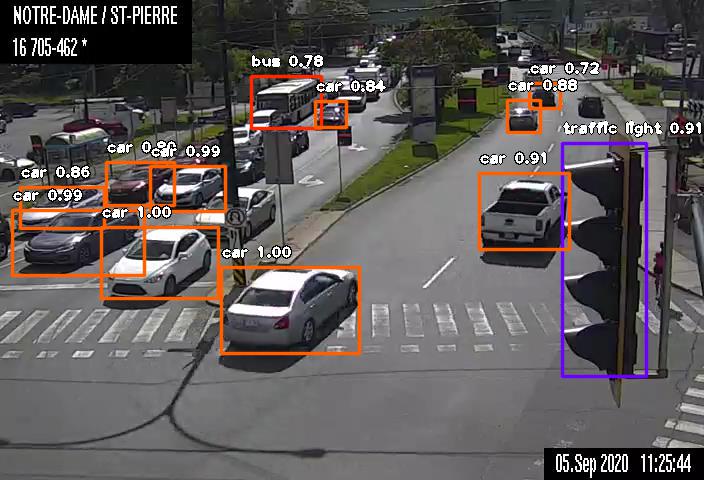 NOTRE-DAME / ST-PIERRE
16 705-462 *
bus 0.78
car 0.84
car 0.72
car 0.88
traffic light 0.91
car 0.99
car 0.91
car 0.86
car 0.99
car 1.00
car 1.00
05.Sep 2020 11:25:44